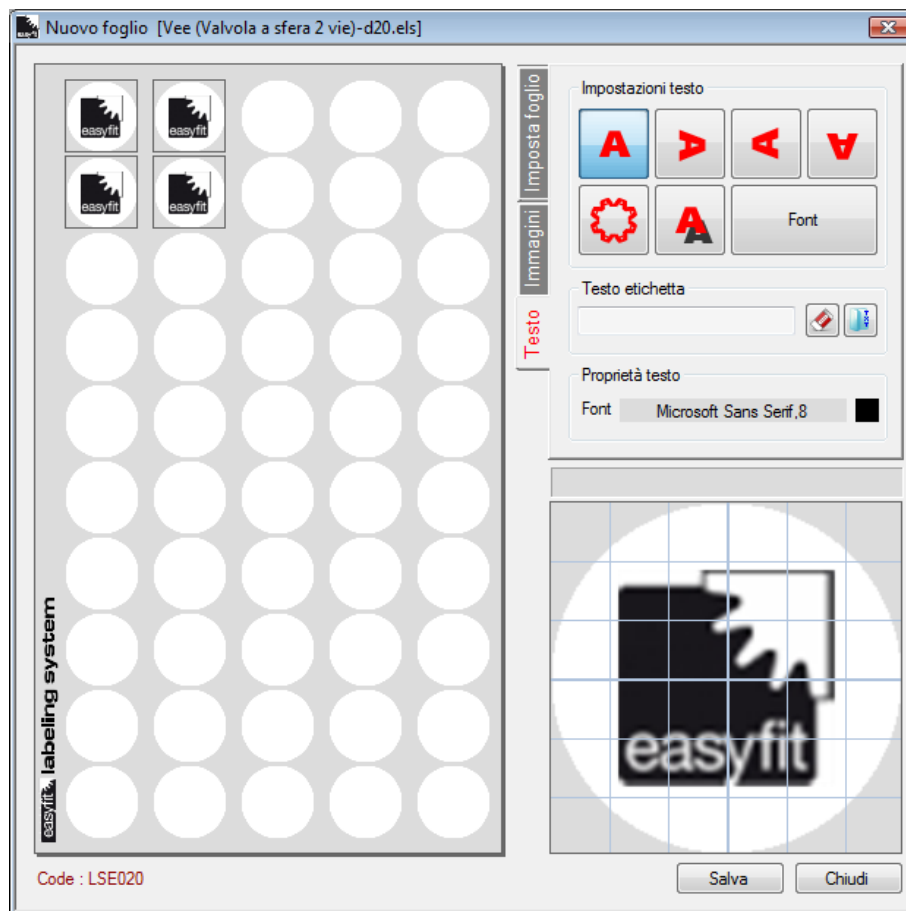 Nuovo foglio [Vee (Valvola a sfera 2 vie)-d20.els]
easyfit
easyfit
easyfit
easyfit
easyfit labeling system
Code : LSE020
Imposta foglio
Immagini
Testo
Impostazioni testo
A A A A
A A
Font
Testo etichetta
TXT
Proprietà testo
Font Microsoft Sans Serif,8
easyfit
Salva Chiudi